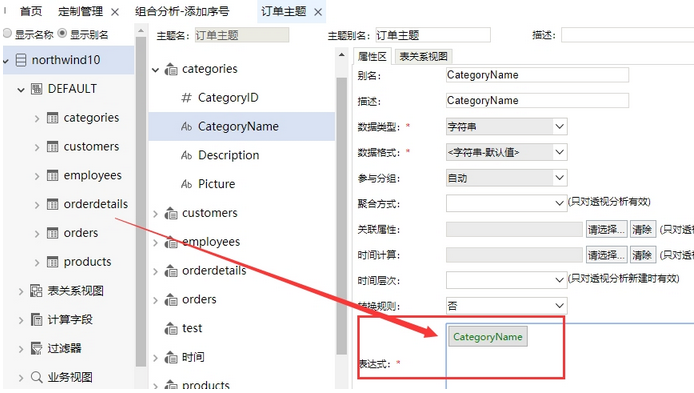 首页 定制管理 × 组合分析-添加序号 订单主题 ×
显示名称 显示别名
主题名： 订单主题 主题别名： 订单主题 描述：
northwind10
DEFAULT
categories
customers
employees
orderdetails
orders
products
表关系视图
计算字段
过滤器
业务视图
categories
# CategoryID
Ab CategoryName
Ab Description
Ab Picture
customers
employees
orderdetails
orders
test
时间
products
属性区 表关系视图
别名： CategoryName
描述： CategoryName
数据类型： * 字符串
数据格式： * <字符串-默认值>
参与分组： 自动
聚合方式： (只对透视分析有效)
关联属性： 请选择... 清除 (只对透
时间计算： 请选择... 清除 (只对透
时间层次： (只对透视分析新建时有效)
转换规则： 否
CategoryName
表达式： *